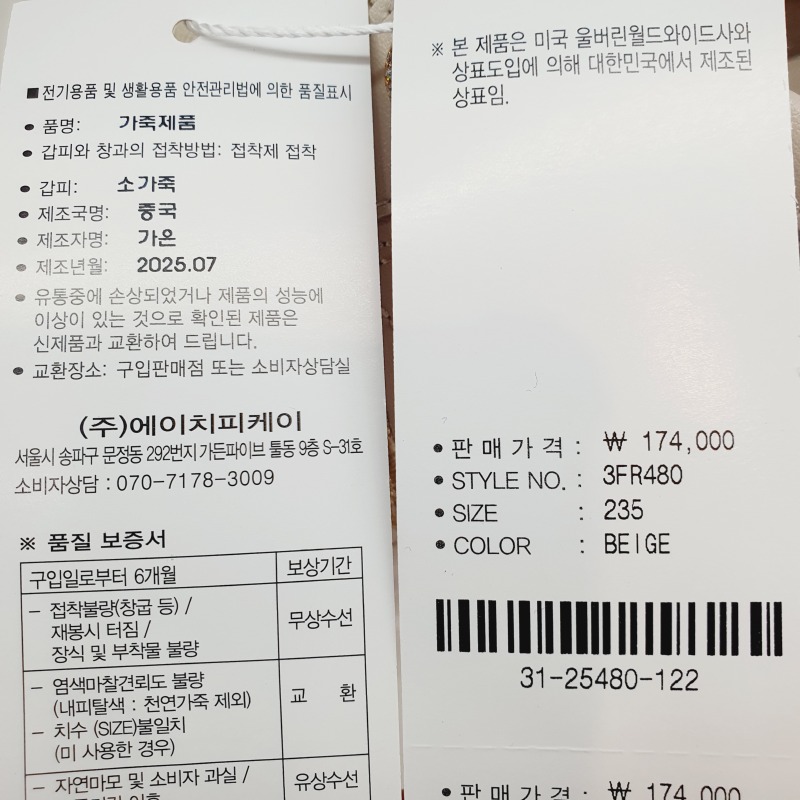 ■ 전기용품 및 생활용품 안전관리법에 의한 품질표시
● 품명: 가죽제품
● 갑피와 창과의 접착방법: 접착제 접착
● 갑피: 소가죽
● 제조국명: 중국
● 제조자명: 가온
● 제조년월: 2025.07
● 유통중에 손상되었거나 제품의 성능에
이상이 있는 것으로 확인된 제품은
신제품과 교환하여 드립니다.
● 교환장소: 구입판매점 또는 소비자상담실
(주)에이치피케이
서울시 송파구 문정동 292번지 가든파이브 툴동 9층 S-31호
소비자상담 : 070-7178-3009
※ 품질 보증서
구입일로부터 6개월 보상기간
- 접착불량(창굽 등) /
재봉시 터짐 /
장식 및 부착물 불량
무상수선
- 염색마찰견뢰도 불량
(내피탈색 : 천연가죽 제외)
- 치수 (SIZE)불일치
(미 사용한 경우)
교 환
- 자연마모 및 소비자 과실 /
유상수선
※ 본 제품은 미국 울버린월드와이드사와
상표도입에 의해 대한민국에서 제조된
상표임.
● 판매가격 : ₩ 174,000
● STYLE NO. : 3FR480
● SIZE : 235
● COLOR : BEIGE
31-25480-122
● 판매가격 : ₩ 174,000